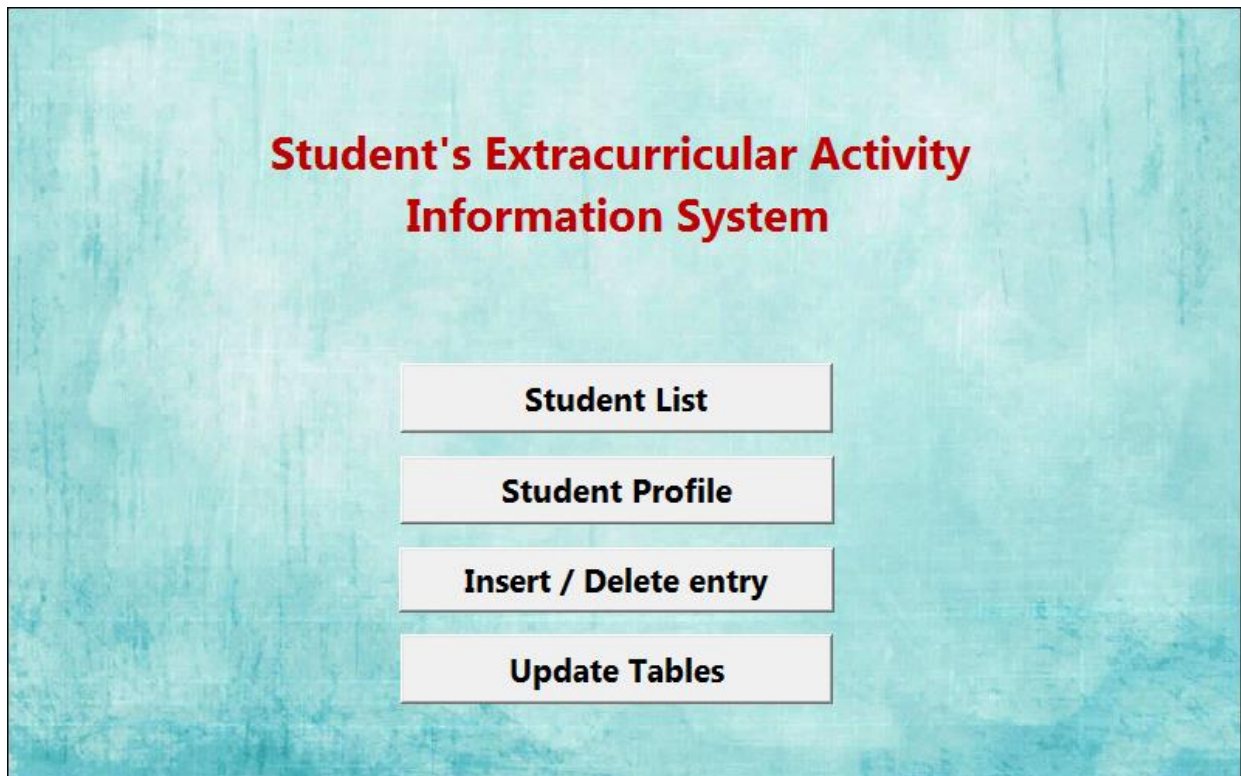 Student's Extracurricular Activity
Information System
Student List
Student Profile
Insert / Delete entry
Update Tables